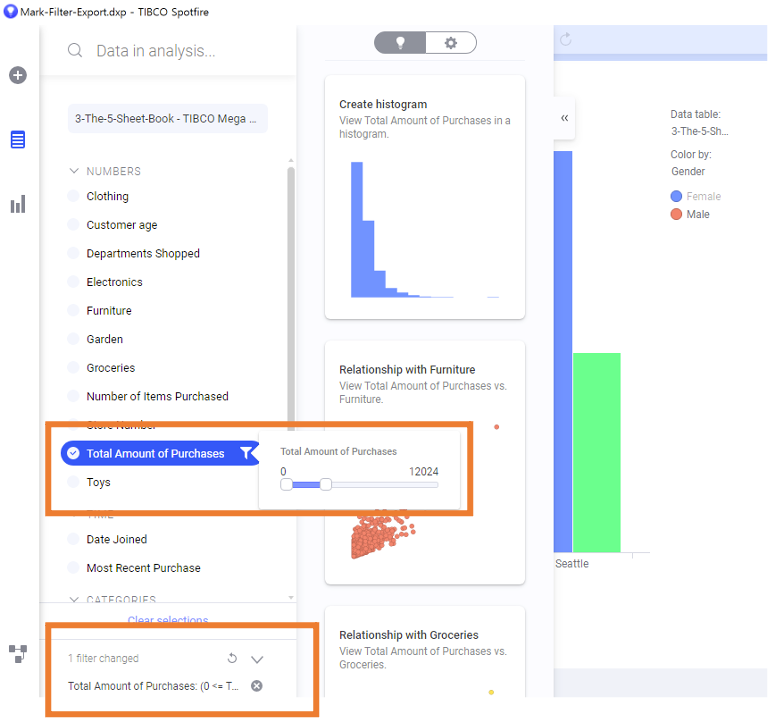 Mark-Filter-Export.dxp - TIBCO Spotfire
Data in analysis...
3-The-5-Sheet-Book - TIBCO Mega ...
NUMBERS
Clothing
Customer age
Departments Shopped
Electronics
Furniture
Garden
Groceries
Number of Items Purchased
Store Number
Total Amount of Purchases
Toys
TIME
Date Joined
Most Recent Purchase
CATEGORIES
Clear selections
1 filter changed
Total Amount of Purchases: (0 <= T...
Total Amount of Purchases
0 12024
Create histogram
View Total Amount of Purchases in a
histogram.
Relationship with Furniture
View Total Amount of Purchases vs.
Furniture.
Relationship with Groceries
View Total Amount of Purchases vs.
Groceries.
«
Data table:
3-The-5-Sh...
Color by:
Gender
Female
Male
Seattle